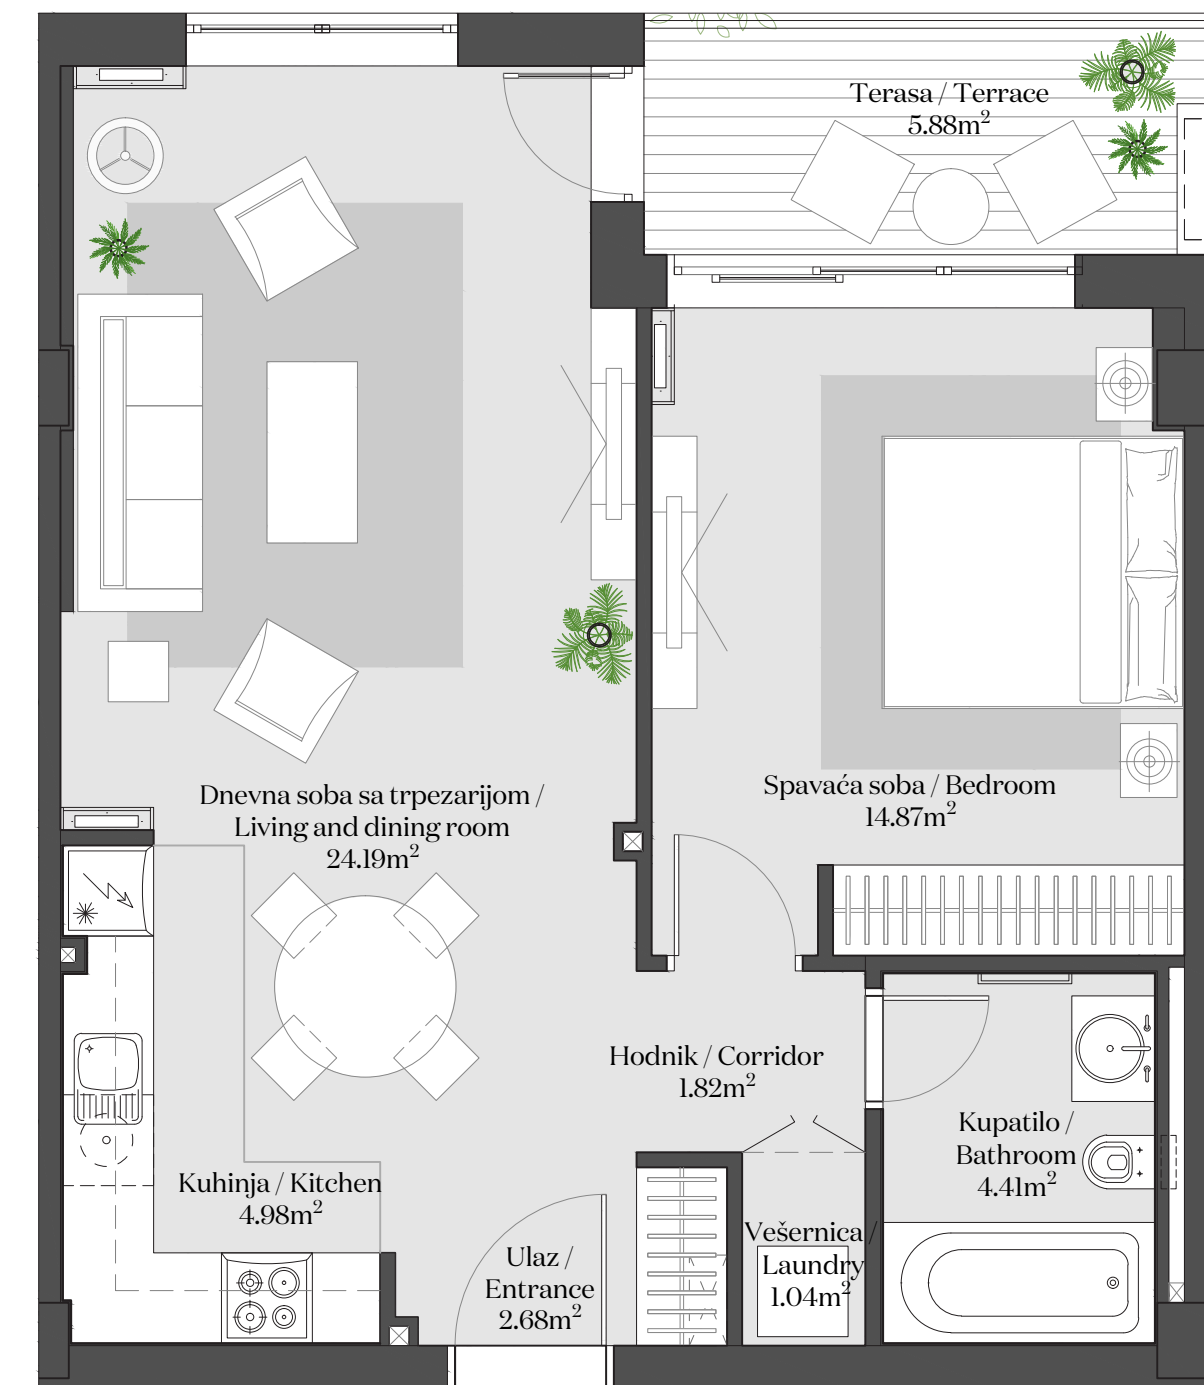 Terasa / Terrace
5.88m²
Dnevna soba sa trpezarijom /
Living and dining room
24.19m²
Spavaća soba / Bedroom
14.87m²
Hodnik / Corridor
1.82m²
Kupatilo /
Bathroom
4.41m²
Kuhinja / Kitchen
4.98m²
Ulaz /
Entrance
2.68m²
Vešernica /
Laundry
1.04m²